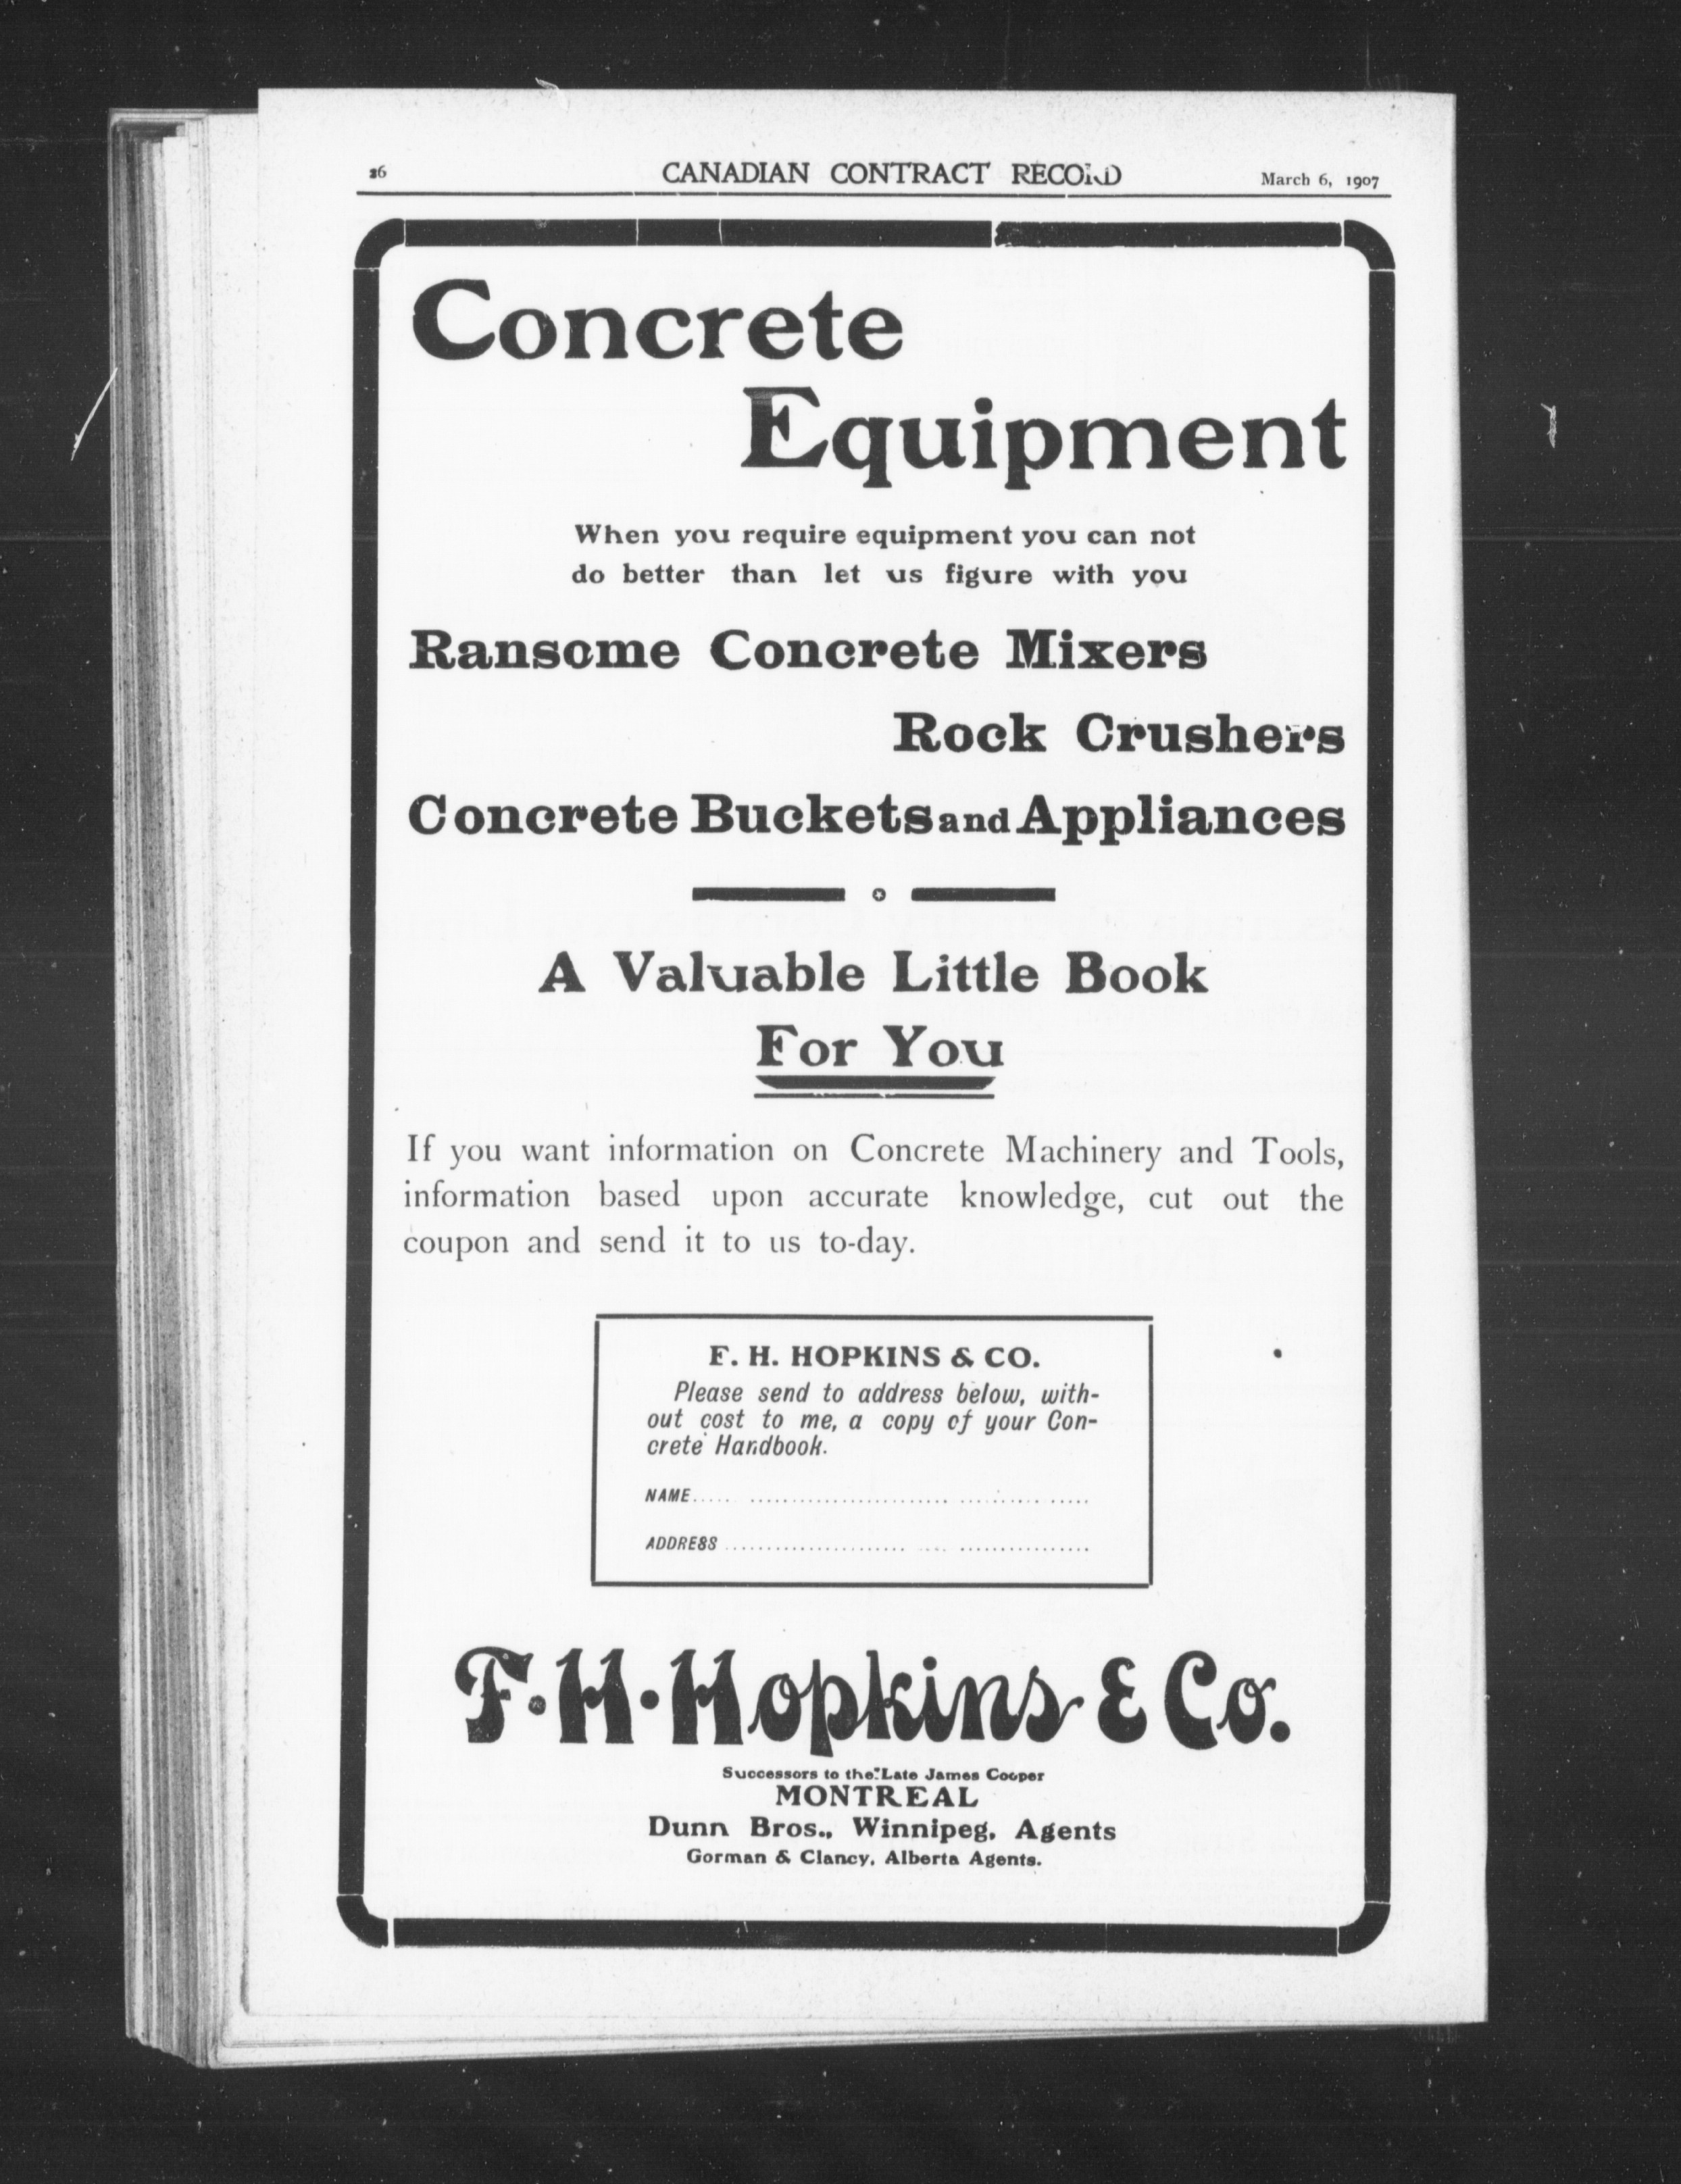 26 CANADIAN CONTRACT RECORD March 6, 1907
Concrete
Equipment
When you require equipment you can not
do better than let us figure with you
Ransome Concrete Mixers
Rock Crushers
Concrete Buckets and Appliances
A Valuable Little Book
For You
If you want information on Concrete Machinery and Tools,
information based upon accurate knowledge, cut out the
coupon and send it to us to-day.
F. H. HOPKINS & CO.
Please send to address below, with-
out cost to me, a copy of your Con-
crete Handbook.
NAME
ADDRESS
F. H. Hopkins & Co.
Successors to the Late James Cooper
MONTREAL
Dunn Bros., Winnipeg, Agents
Gorman & Clancy, Alberta Agents.